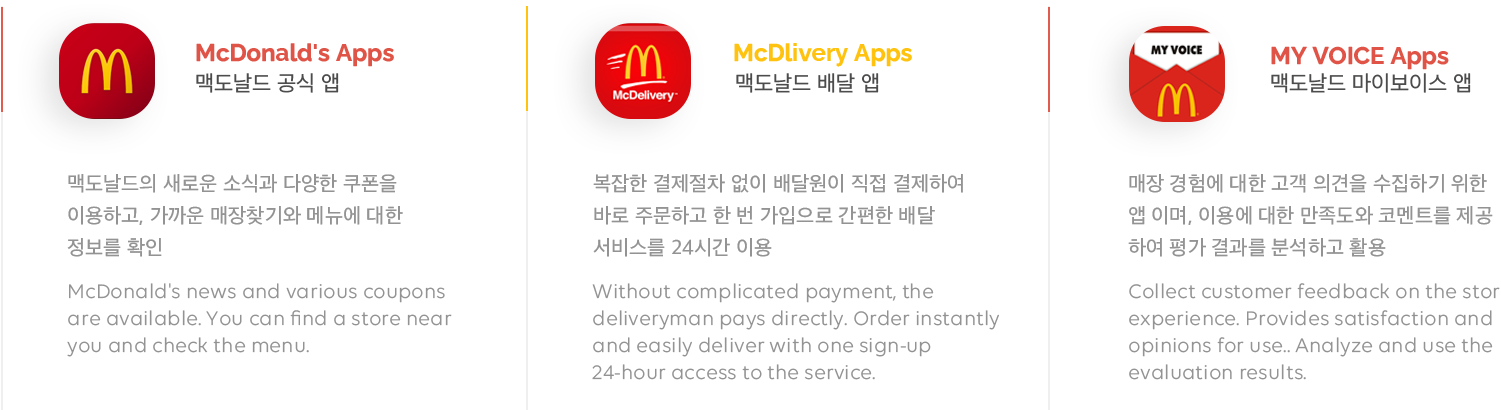 McDonald's Apps
맥도날드 공식 앱
맥도날드의 새로운 소식과 다양한 쿠폰을
이용하고, 가까운 매장찾기와 메뉴에 대한
정보를 확인
McDonald's news and various coupons
are available. You can find a store near
you and check the menu.
McDelivery
McDlivery Apps
맥도날드 배달 앱
복잡한 결제절차 없이 배달원이 직접 결제하여
바로 주문하고 한 번 가입으로 간편한 배달
서비스를 24시간 이용
Without complicated payment, the
deliveryman pays directly. Order instantly
and easily deliver with one sign-up
24-hour access to the service.
MY VOICE
MY VOICE Apps
맥도날드 마이보이스 앱
매장 경험에 대한 고객 의견을 수집하기 위한
앱 이며, 이용에 대한 만족도와 코멘트를 제공
하여 평가 결과를 분석하고 활용
Collect customer feedback on the stor
experience. Provides satisfaction and
opinions for use.. Analyze and use the
evaluation results.